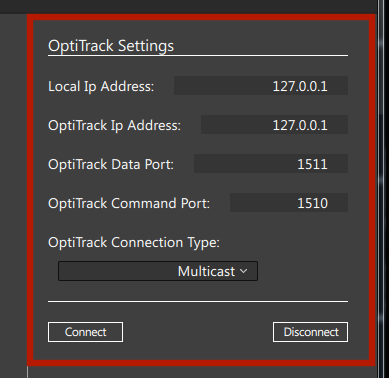 OptiTrack Settings
Local Ip Address: 127.0.0.1
OptiTrack Ip Address: 127.0.0.1
OptiTrack Data Port: 1511
OptiTrack Command Port: 1510
OptiTrack Connection Type:
Multicast
Connect Disconnect